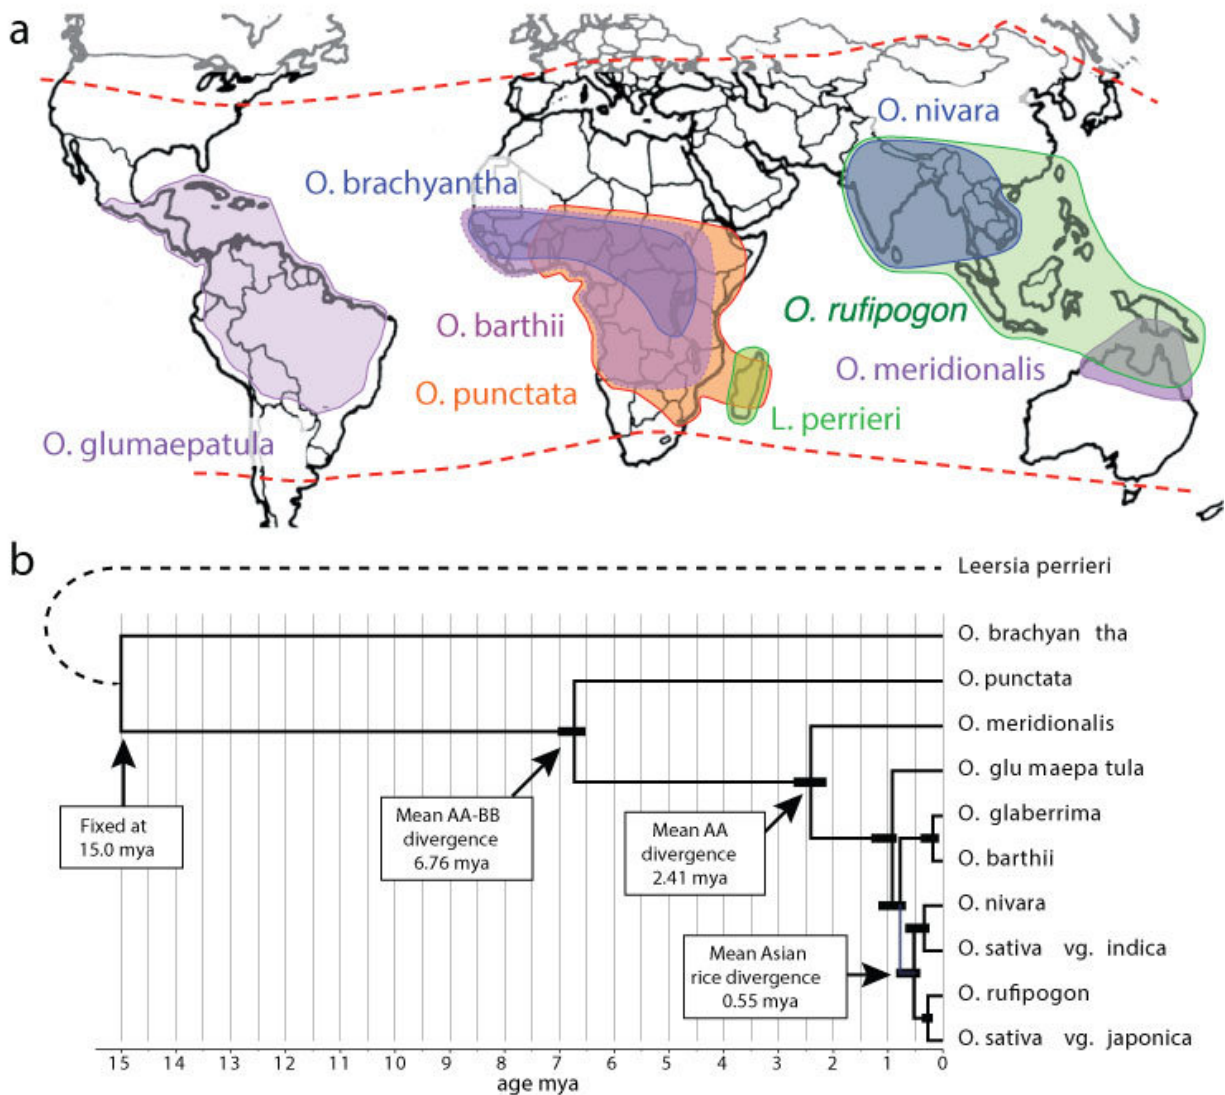 a
O. nivara
O. brachyantha
O. rufipogon
O. barthii
O. meridionalis
O. punctata
L. perrieri
O. glumaepatula
b
Leersia perrieri
O. brachyan tha
O. punctata
O. meridionalis
O. glu maepa tula
O. glaberrima
O. barthii
O. nivara
O. sativa vg. indica
O. rufipogon
O. sativa vg. japonica
Fixed at
15.0 mya
Mean AA-BB
divergence
6.76 mya
Mean AA
divergence
2.41 mya
Mean Asian
rice divergence
0.55 mya
15 14 13 12 11 10 9 8 7 6 5 4 3 2 1 0
age mya